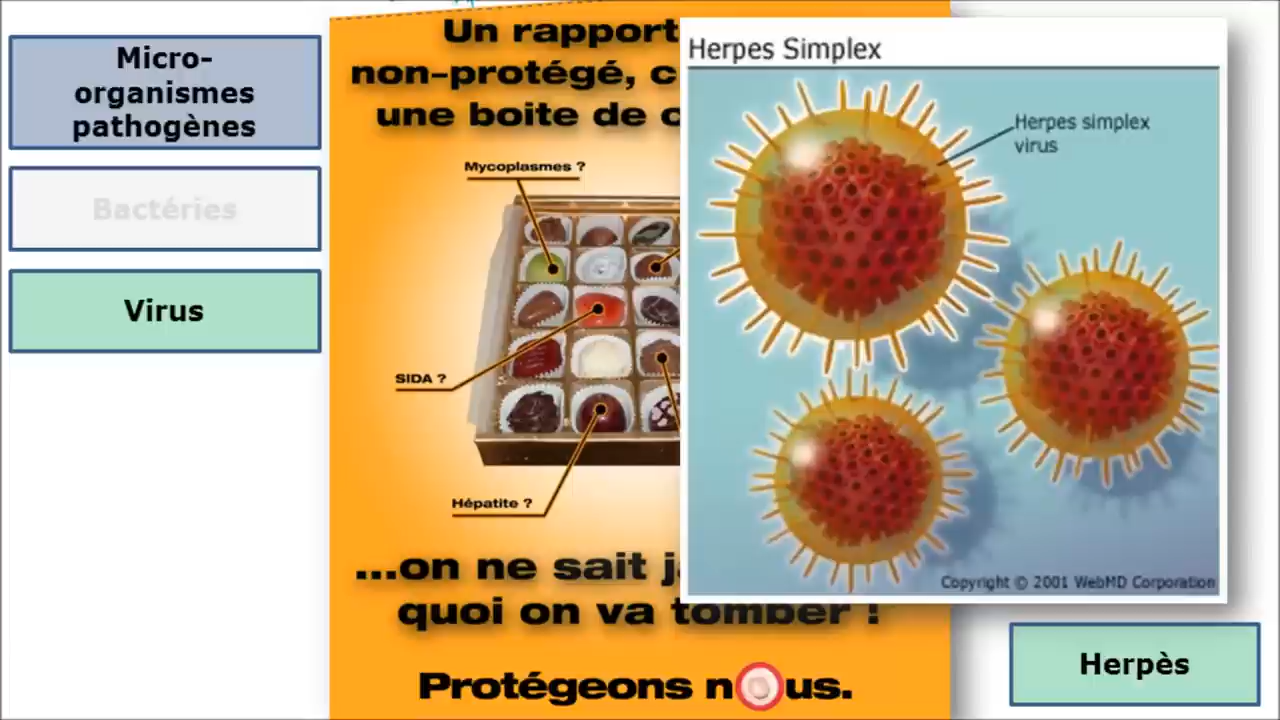 Micro-
organismes
pathogènes
Bactéries
Virus
Un rapport
non-protégé, c
une boite de c
Mycoplasmes ?
SIDA ?
Hépatite ?
...on ne sait j
quoi on va tomber !
Protégeons nous.
Herpes Simplex
Herpes simplex
virus
Copyright © 2001 WebMD Corporation
Herpès